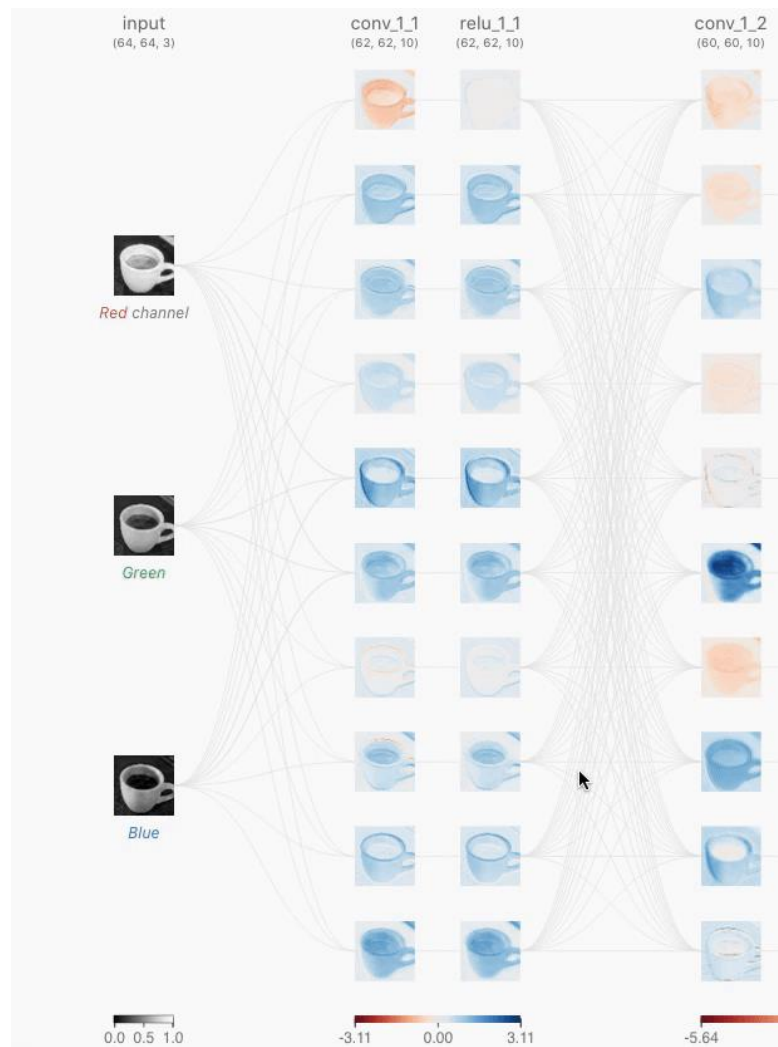 input conv_1_1 relu_1_1 conv_1_2
(64, 64, 3) (62, 62, 10) (62, 62, 10) (60, 60, 10)
Red channel
Green
Blue
0.0 0.5 1.0 -3.11 0.00 3.11 -5.64